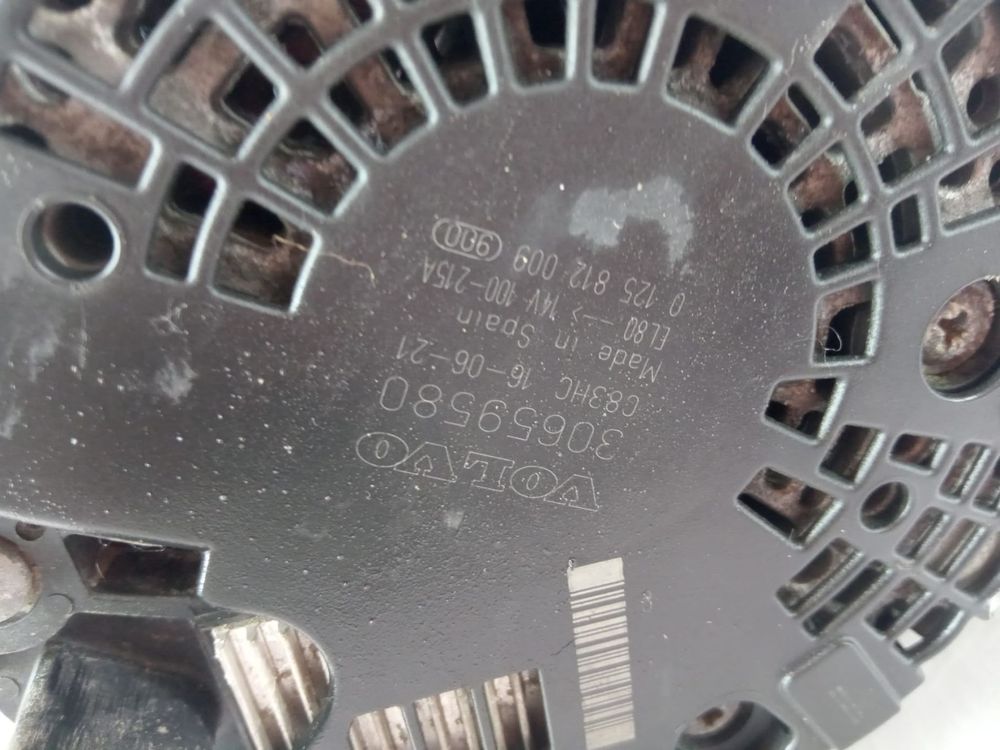 VOLVO
30659580
C83HC 16-06-21
Made in Spain
EL80 --> 14V 100-215A
0 125 812 009 900